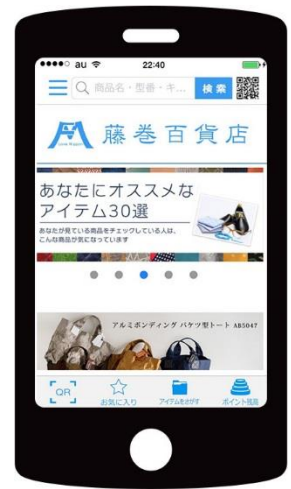 au 22:40
商品名・型番・キ... 検索
藤巻百貨店
あなたにオススメな
アイテム30選
あなたが見ている商品をチェックしている人は、
こんな商品が気になっています
アルミボンディング バケツ型トート AB5047
QR
お気に入り
アイテムをさがす
ポイント残高